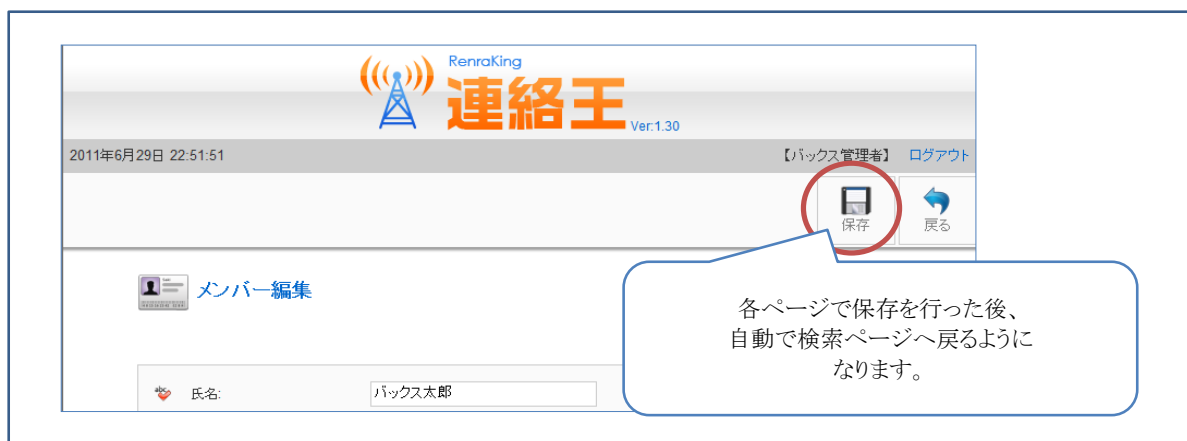 RenraKing
連絡王
Ver.1.30
2011年6月29日 22:51:51
【バックス管理者】 ログアウト
保存
戻る
メンバー編集
各ページで保存を行った後、
自動で検索ページへ戻るように
なります。
abc
氏名:
バックス太郎